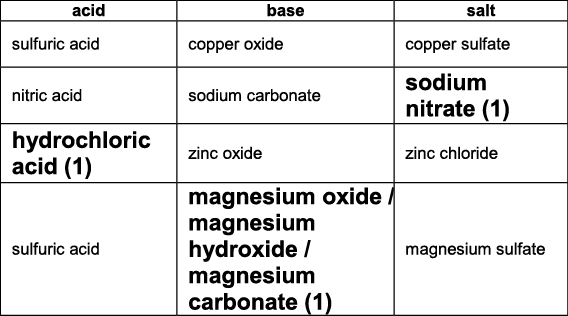 acid base salt
sulfuric acid copper oxide copper sulfate
nitric acid sodium carbonate sodium
nitrate (1)
hydrochloric
acid (1) zinc oxide zinc chloride
sulfuric acid magnesium oxide /
magnesium
hydroxide /
magnesium
carbonate (1) magnesium sulfate